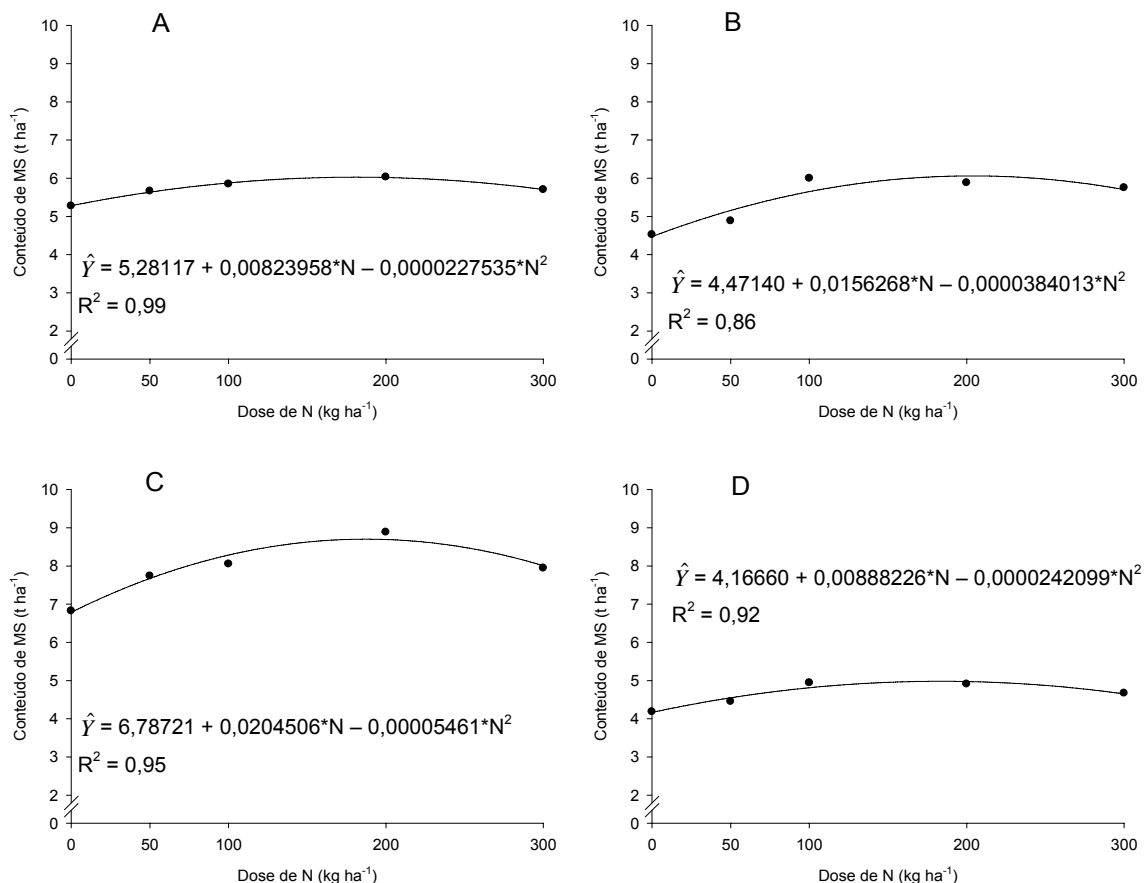 A
10
9
8
7
6
5
4
3
2
0
Conteúdo de MS (t ha⁻¹)
Ŷ = 5,28117 + 0,00823958*N – 0,0000227535*N²
R² = 0,99
0 50 100 200 300
Dose de N (kg ha⁻¹)
B
10
9
8
7
6
5
4
3
2
0
Conteúdo de MS (t ha⁻¹)
Ŷ = 4,47140 + 0,0156268*N – 0,0000384013*N²
R² = 0,86
0 50 100 200 300
Dose de N (kg ha⁻¹)
C
10
9
8
7
6
5
4
3
2
0
Conteúdo de MS (t ha⁻¹)
Ŷ = 6,78721 + 0,0204506*N – 0,00005461*N²
R² = 0,95
0 50 100 200 300
Dose de N (kg ha⁻¹)
D
10
9
8
7
6
5
4
3
2
0
Conteúdo de MS (t ha⁻¹)
Ŷ = 4,16660 + 0,00888226*N – 0,0000242099*N²
R² = 0,92
0 50 100 200 300
Dose de N (kg ha⁻¹)